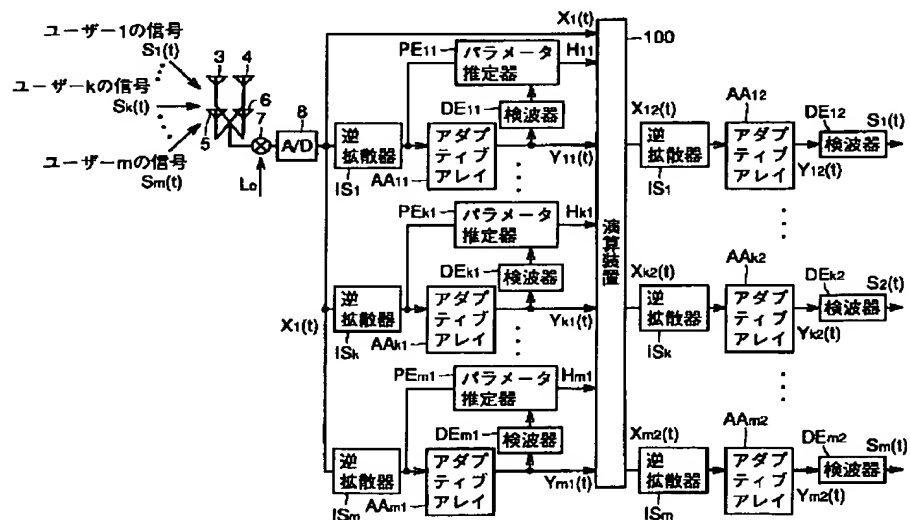 ユーザー1の信号
S1(t)
ユーザーkの信号
Sk(t)
ユーザーmの信号
Sm(t)
3
4
5
6
7
8
A/D
Lo
X1(t)
X1(t)
100
演算装置
PE11
パラメータ
推定器
H11
DE11
検波器
逆
拡散器
IS1
アダプ
ティブ
アレイ
AA11
Y11(t)
PEk1
パラメータ
推定器
Hk1
DEk1
検波器
逆
拡散器
ISk
アダプ
ティブ
アレイ
AAk1
Yk1(t)
PEm1
パラメータ
推定器
Hm1
DEm1
検波器
逆
拡散器
ISm
アダプ
ティブ
アレイ
AAm1
Ym1(t)
X12(t)
逆
拡散器
IS1
AA12
アダプ
ティブ
アレイ
DE12
検波器
S1(t)
Y12(t)
Xk2(t)
逆
拡散器
ISk
AAk2
アダプ
ティブ
アレイ
DEk2
検波器
S2(t)
Yk2(t)
Xm2(t)
逆
拡散器
ISm
AAm2
アダプ
ティブ
アレイ
DEm2
検波器
Sm(t)
Ym2(t)